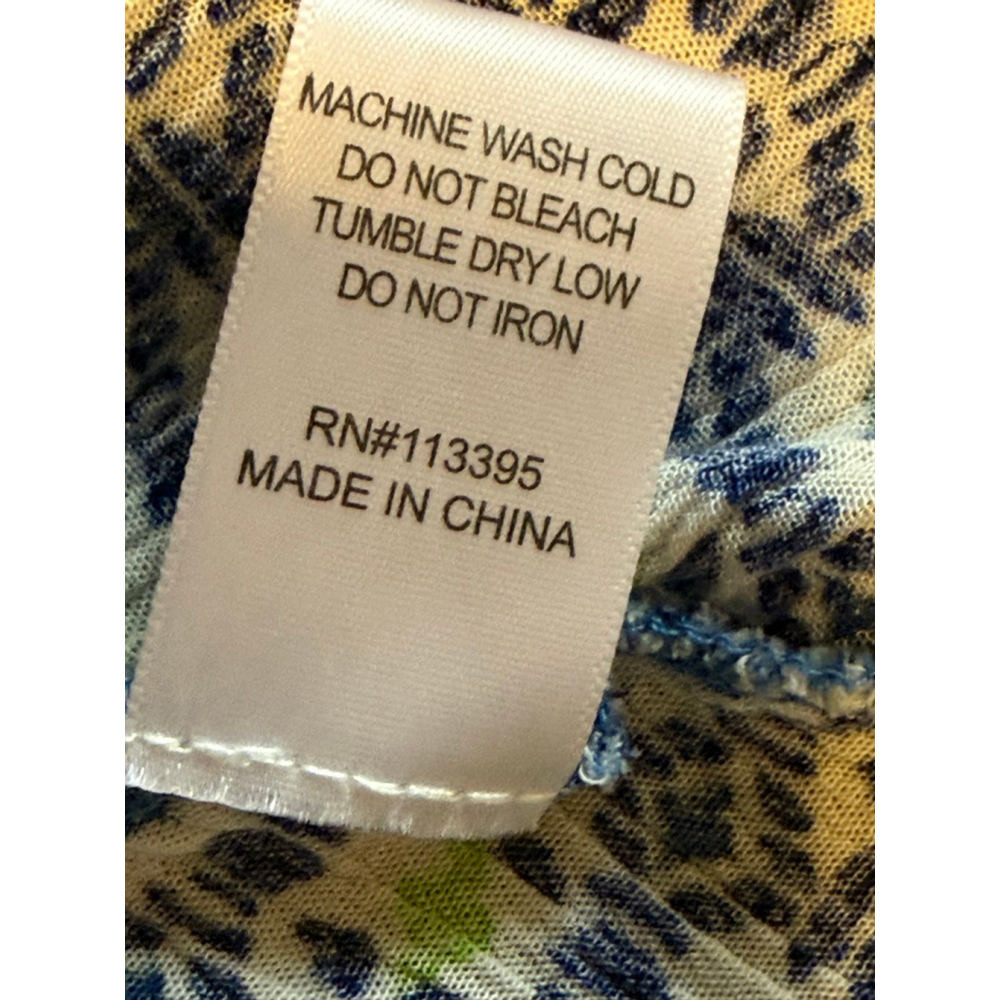 MACHINE WASH COLD
DO NOT BLEACH
TUMBLE DRY LOW
DO NOT IRON
RN#113395
MADE IN CHINA